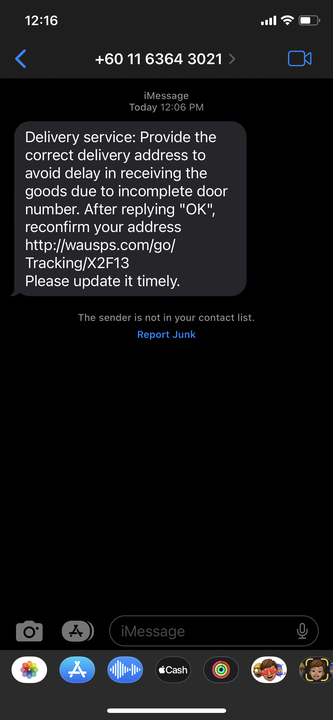 12:16
+60 11 6364 3021
iMessage
Today 12:06 PM
Delivery service: Provide the
correct delivery address to
avoid delay in receiving the
goods due to incomplete door
number. After replying "OK",
reconfirm your address
http://wausps.com/go/
Tracking/X2F13
Please update it timely.
The sender is not in your contact list.
Report Junk
iMessage
Cash